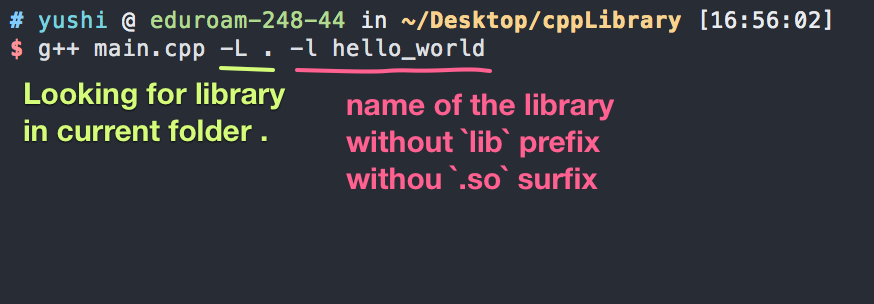 # yushi @ eduroam-248-44 in ~/Desktop/cppLibrary [16:56:02]
$ g++ main.cpp -L . -l hello_world
Looking for library
in current folder .
name of the library
without `lib` prefix
withou `.so` surfix